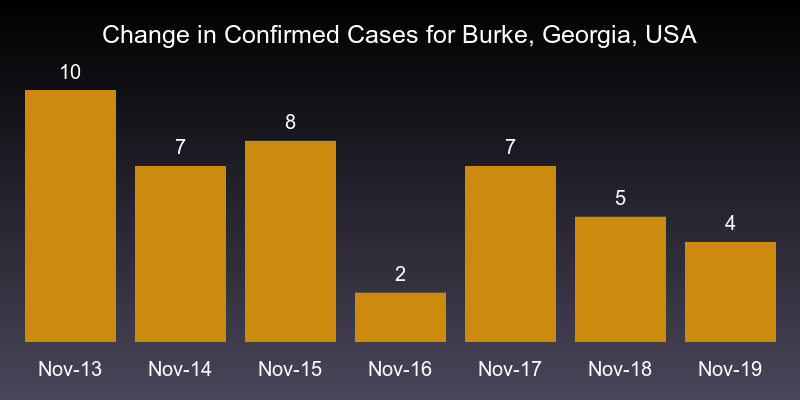 Change in Confirmed Cases for Burke, Georgia, USA
10
7
8
2
7
5
4
Nov-13
Nov-14
Nov-15
Nov-16
Nov-17
Nov-18
Nov-19